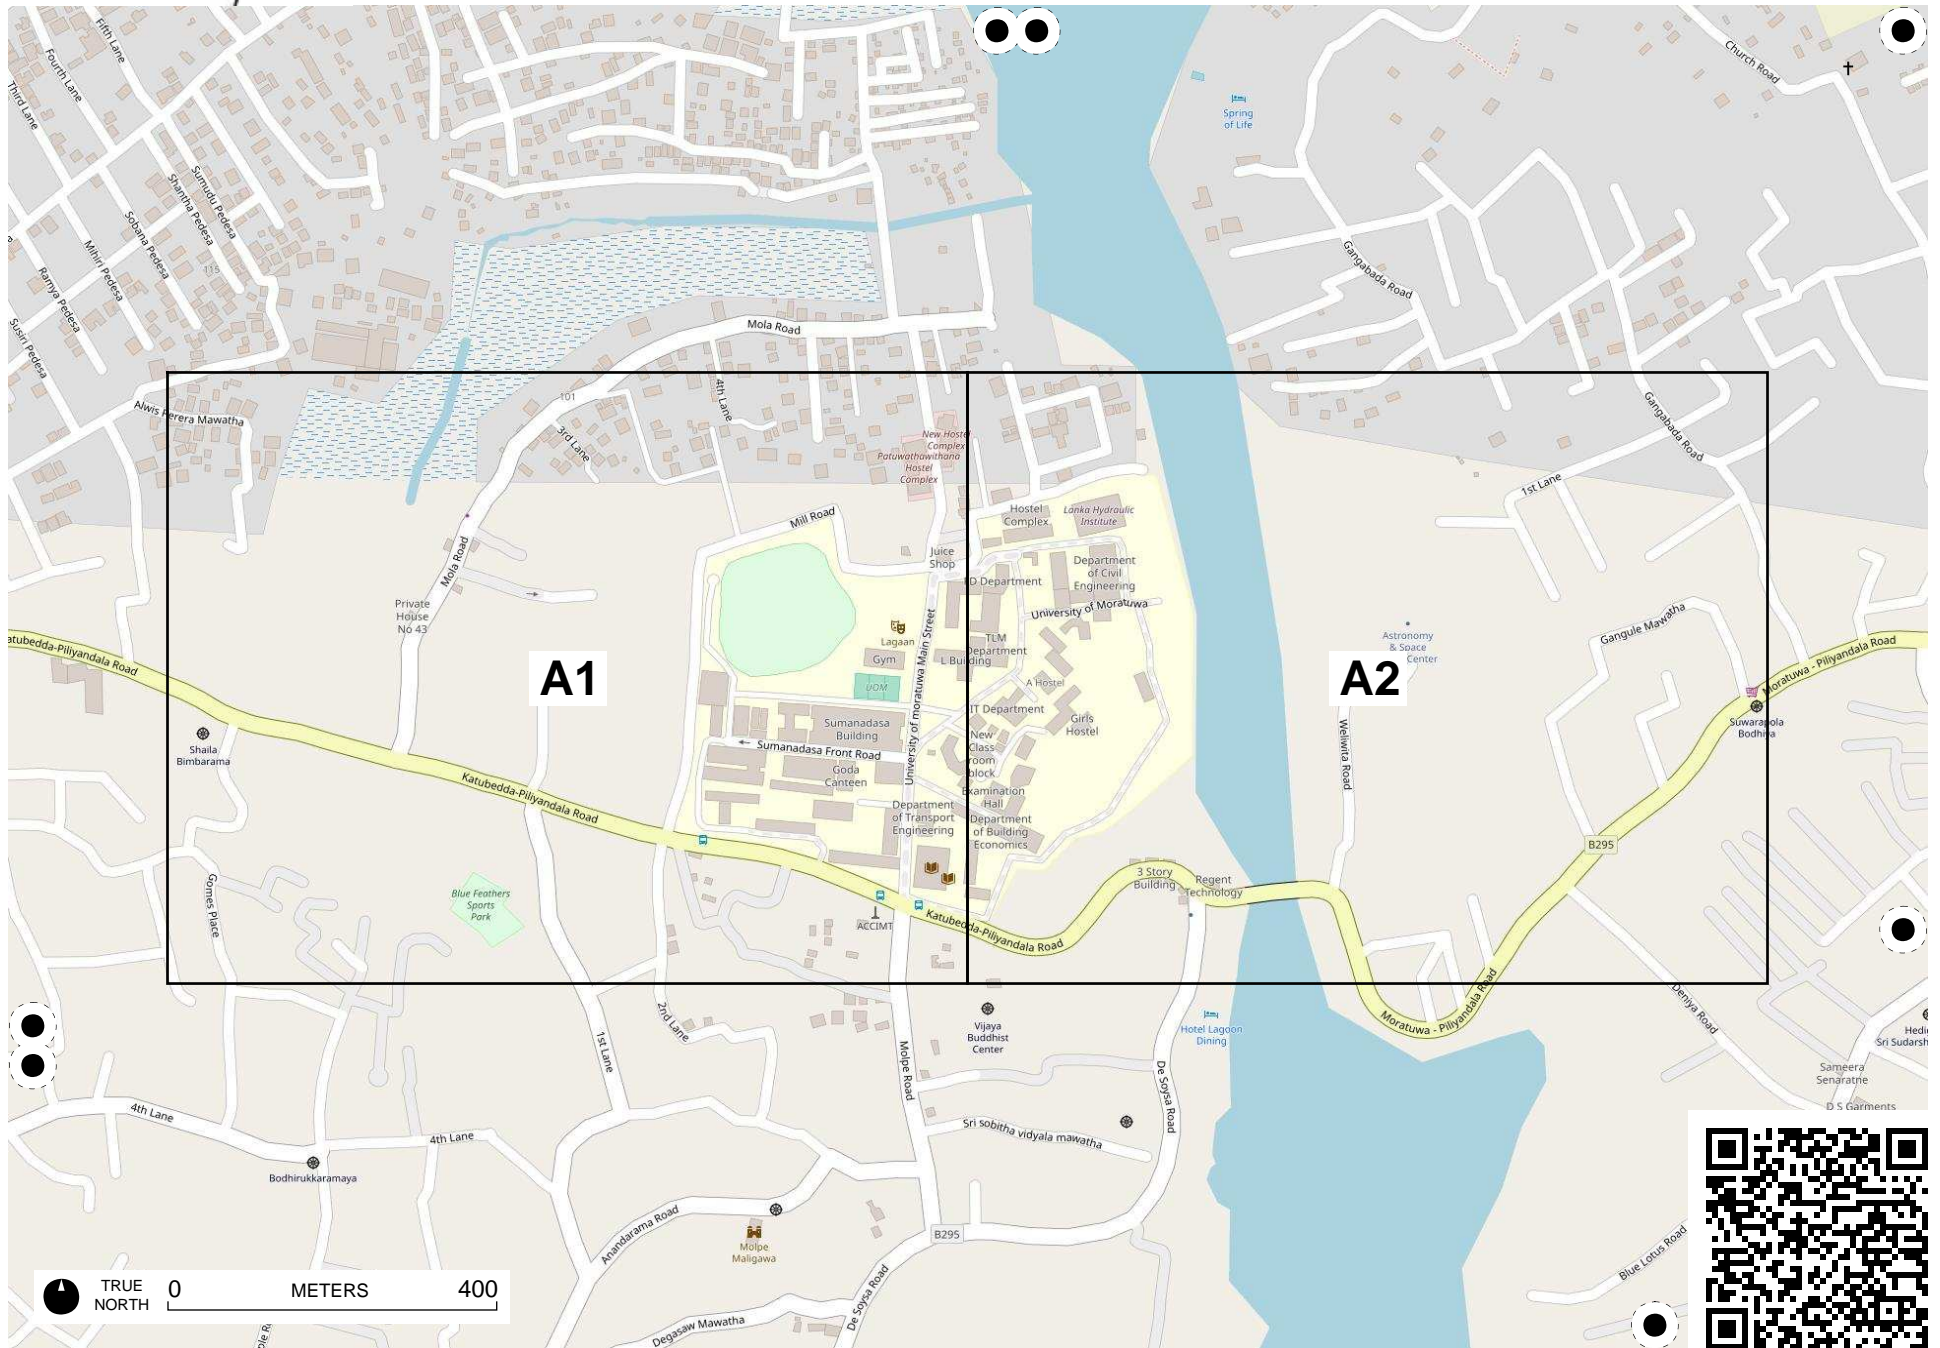 Fifth Lane
Fourth Lane
Third Lane
Church Road
Spring
of Life
Sumudu Pedesa
Shantha Pedesa
Sobana Pedesa
Mihiri Pedesa
Ramya Pedesa
Susiri Pedesa
115
Gangabada Road
Mola Road
Alwis Perera Mawatha
101
4th Lane
3rd Lane
New Hostel
Complex
Patuwathawithana
Hostel
Complex
Gangabada Road
1st Lane
Mill Road
Hostel
Complex
Lanka Hydraulic
Institute
Mola Road
Juice
Shop
Department
of Civil
Engineering
D Department
University of Moratuwa
Private
House
No 43
Lagaan
Gym
UOM
University of moratuwa Main Street
TLM
Department
L Building
A Hostel
IT Department
Girls
Hostel
Astronomy
& Space
Center
Gangule Mawatha
Moratuwa - Piliyandala Road
atubedda-Piliyandala Road
A1
A2
Shaila
Bimbarama
Sumanadasa
Building
Sumanadasa Front Road
Goda
Canteen
New
Class
room
block
Weliwita Road
Suwarapola
Bodhiya
Katubedda-Piliyandala Road
Examination
Hall
Department
of Transport
Engineering
Department
of Building
Economics
B295
Gomes Place
Blue Feathers
Sports
Park
3 Story
Building
Regent
Technology
ACCIMT
Katubedda-Piliyandala Road
2nd Lane
1st Lane
Molpe Road
Vijaya
Buddhist
Center
Hotel Lagoon
Dining
Moratuwa - Piliyandala Road
Deniya Road
Hedi
Sri Sudarsh
Sameera
Senaratne
D S Garments
De Soysa Road
Sri sobitha vidyala mawatha
4th Lane
4th Lane
Bodhirukkaramaya
Anandarama Road
Molpe
Maligawa
B295
De Soysa Road
Degasaw Mawatha
Blue Lotus Road
TRUE
NORTH
0 METERS 400